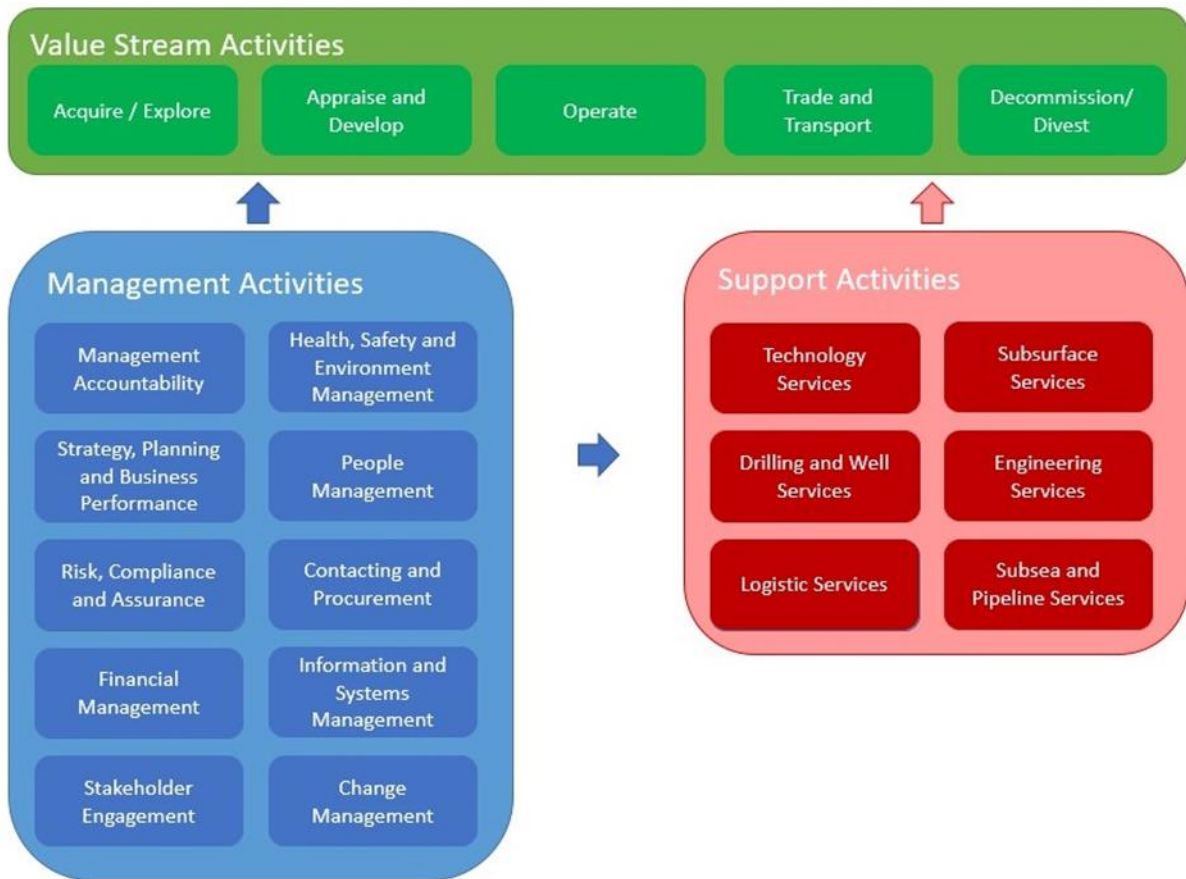 Value Stream Activities
Acquire / Explore
Appraise and
Develop
Operate
Trade and
Transport
Decommission/
Divest
Management Activities
Management
Accountability
Health, Safety and
Environment
Management
Strategy, Planning
and Business
Performance
People
Management
Risk, Compliance
and Assurance
Contacting and
Procurement
Financial
Management
Information and
Systems
Management
Stakeholder
Engagement
Change
Management
Support Activities
Technology
Services
Subsurface
Services
Drilling and Well
Services
Engineering
Services
Logistic Services
Subsea and
Pipeline Services